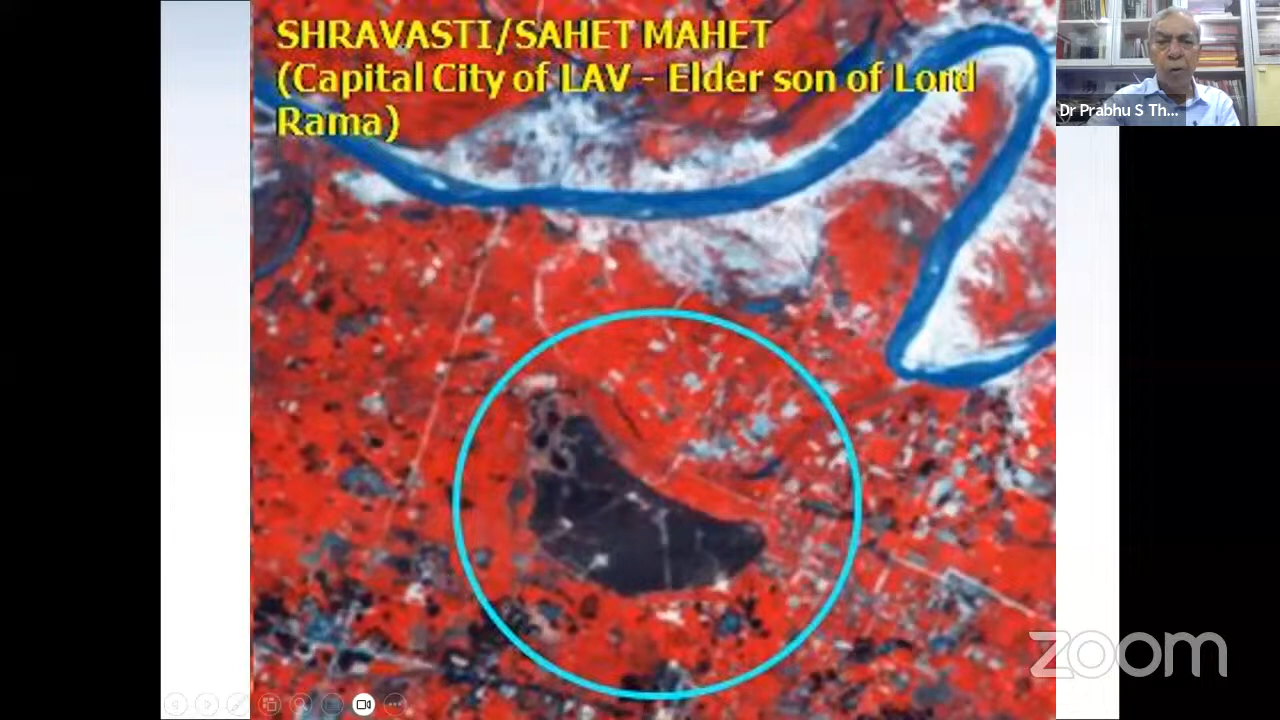 SHRAVASTI/SAHET MAHET
(Capital City of LAV - Elder son of Lord
Rama)
Dr Prabhu S Th...
zoom